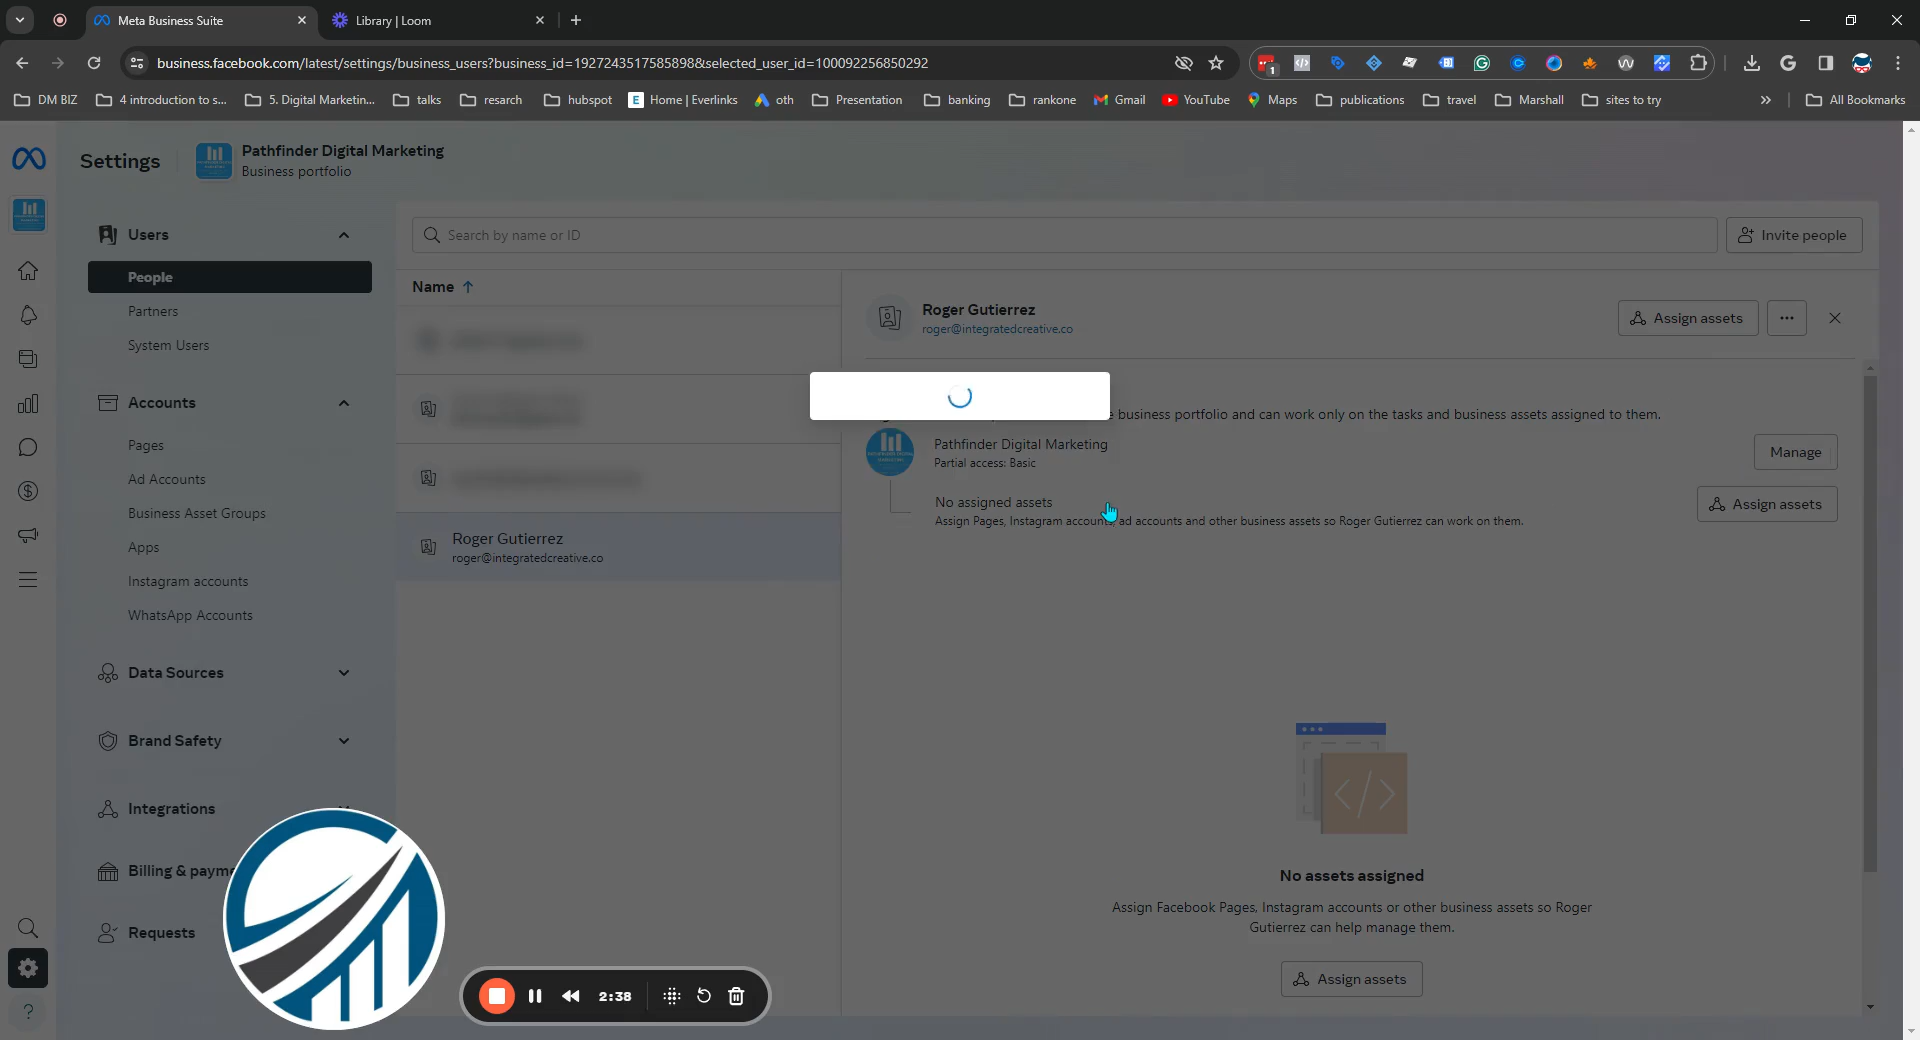 Meta Business Suite
Library | Loom
business.facebook.com/latest/settings/business_users?business_id=1927243517585898&selected_user_id=100092256850292
1
DM BIZ
4 introduction to s...
5. Digital Marketin...
talks
resarch
hubspot
E
Home | Everlinks
oth
Presentation
banking
rankone
Gmail
YouTube
Maps
publications
travel
Marshall
sites to try
All Bookmarks
Settings
Pathfinder Digital Marketing
Business portfolio
Users
People
Partners
System Users
Accounts
Pages
Ad Accounts
Business Asset Groups
Apps
Instagram accounts
WhatsApp Accounts
Data Sources
Brand Safety
Integrations
Billing &
Requests
Search by name or ID
Invite people
Name
Roger Gutierrez
roger@integratedcreative.co
Roger Gutierrez
roger@integratedcreative.co
Assign assets
business portfolio and can work only on the tasks and business assets assigned to them.
Pathfinder Digital Marketing
Partial access: Basic
Manage
No assigned assets
Assign Pages, Instagram accounts, ad accounts and other business assets so Roger Gutierrez can work on them.
Assign assets
No assets assigned
Assign Facebook Pages, Instagram accounts or other business assets so Roger
Gutierrez can help manage them.
Assign assets
2:38